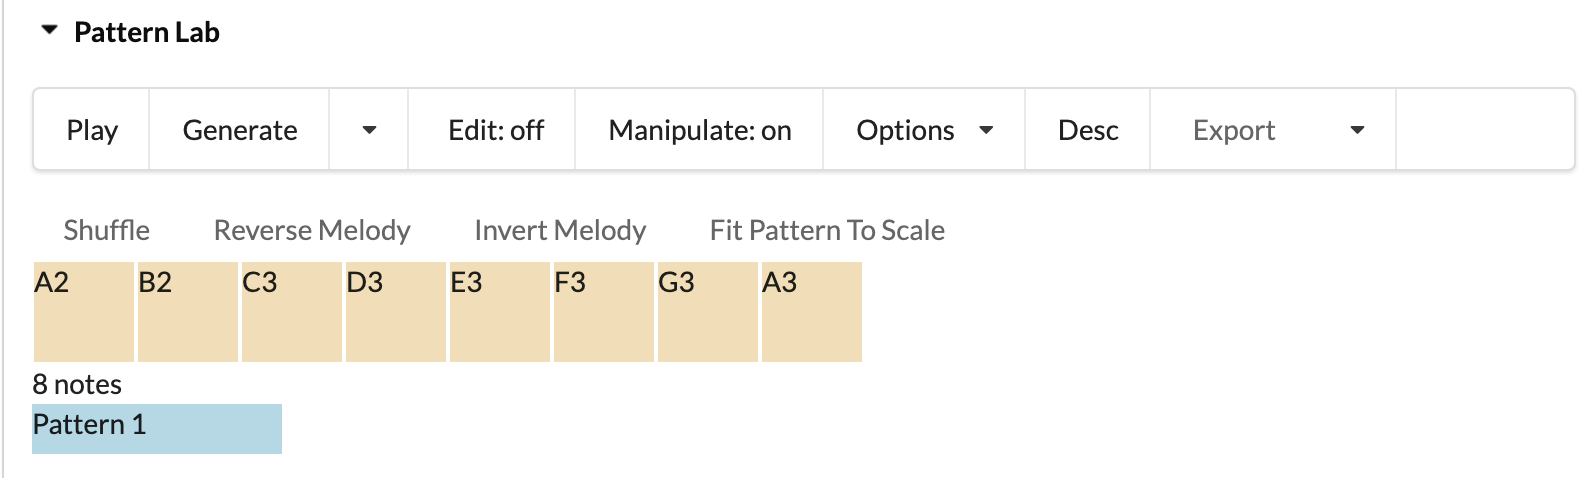 Pattern Lab
Play Generate Edit: off Manipulate: on Options Desc Export
Shuffle Reverse Melody Invert Melody Fit Pattern To Scale
A2 B2 C3 D3 E3 F3 G3 A3
8 notes
Pattern 1